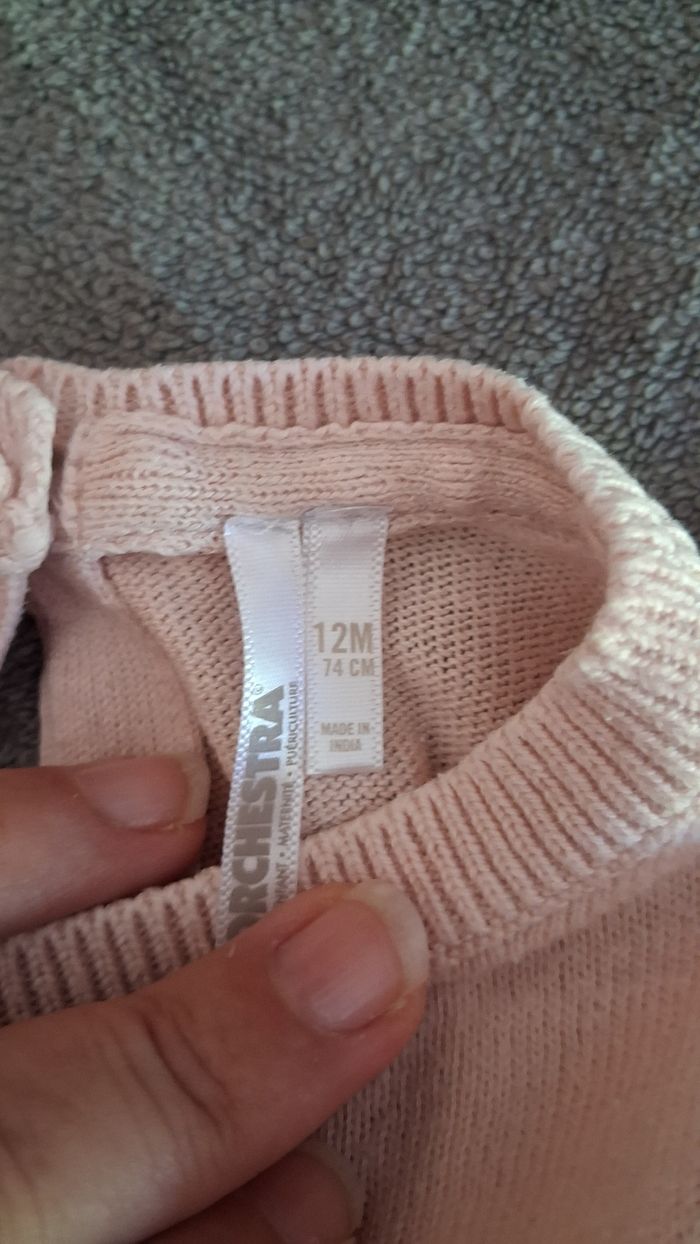 ORCHESTRA®
• MATERNITÉ • PUÉRICULTURE
12M
74 CM
MADE IN
INDIA